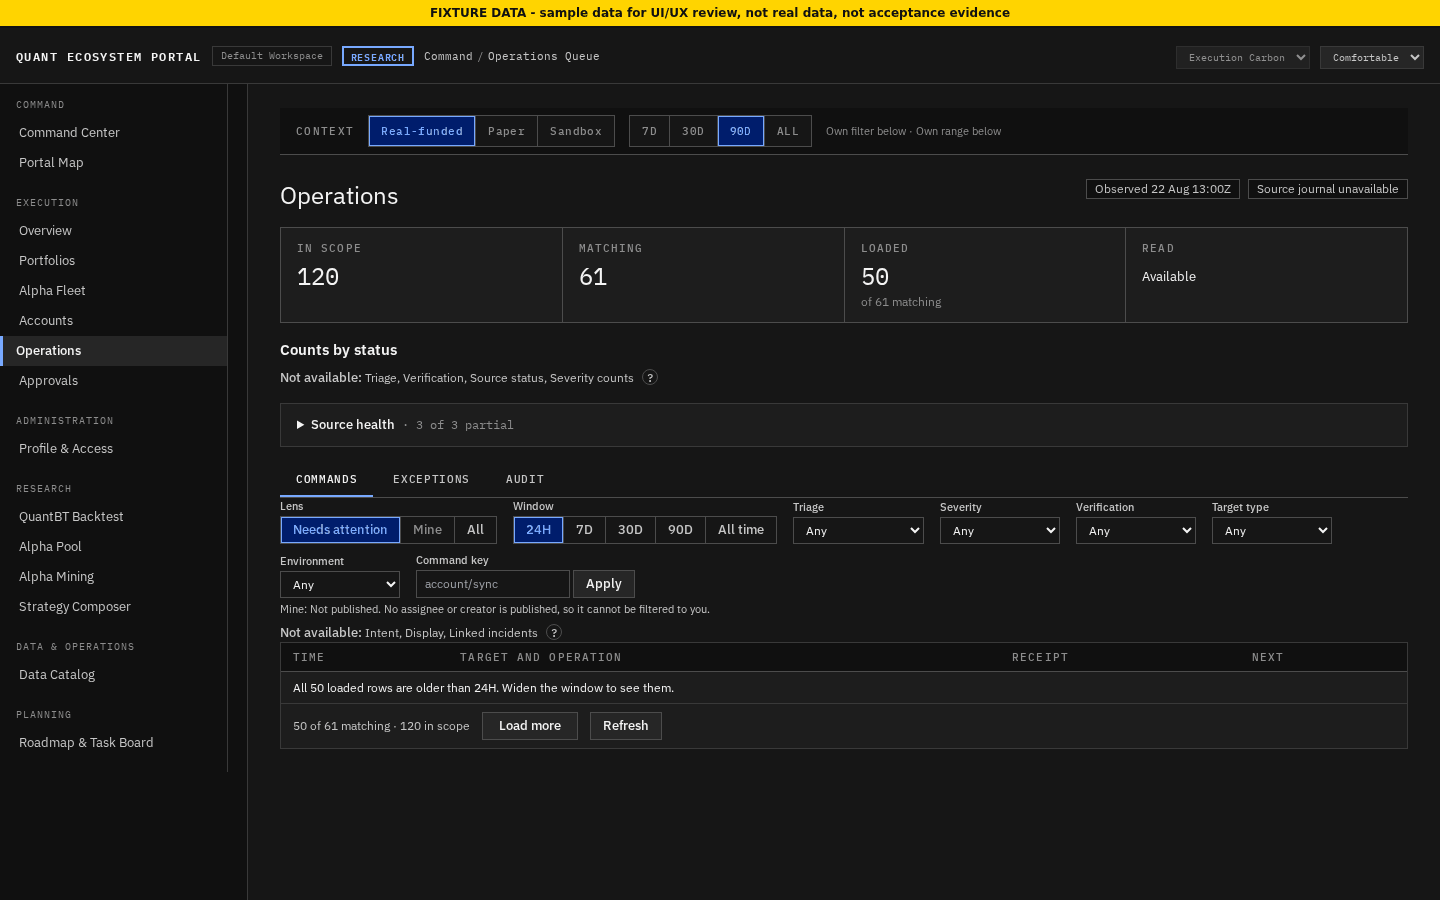 FIXTURE DATA - sample data for UI/UX review, not real data, not acceptance evidence
QUANT ECOSYSTEM PORTAL
Default Workspace
RESEARCH
Command / Operations Queue
Execution Carbon
Comfortable
COMMAND
Command Center
Portal Map
EXECUTION
Overview
Portfolios
Alpha Fleet
Accounts
Operations
Approvals
ADMINISTRATION
Profile & Access
RESEARCH
QuantBT Backtest
Alpha Pool
Alpha Mining
Strategy Composer
DATA & OPERATIONS
Data Catalog
PLANNING
Roadmap & Task Board
CONTEXT Real-funded Paper Sandbox 7D 30D 90D ALL Own filter below · Own range below
Operations
Observed 22 Aug 13:00Z
Source journal unavailable
IN SCOPE
120
MATCHING
61
LOADED
50
of 61 matching
READ
Available
Counts by status
Not available: Triage, Verification, Source status, Severity counts ?
Source health · 3 of 3 partial
COMMANDS EXCEPTIONS AUDIT
Lens
Needs attention Mine All
Window
24H 7D 30D 90D All time
Triage
Any
Severity
Any
Verification
Any
Target type
Any
Environment
Any
Command key
account/sync
Apply
Mine: Not published. No assignee or creator is published, so it cannot be filtered to you.
Not available: Intent, Display, Linked incidents ?
TIME TARGET AND OPERATION RECEIPT NEXT
All 50 loaded rows are older than 24H. Widen the window to see them.
50 of 61 matching · 120 in scope Load more Refresh